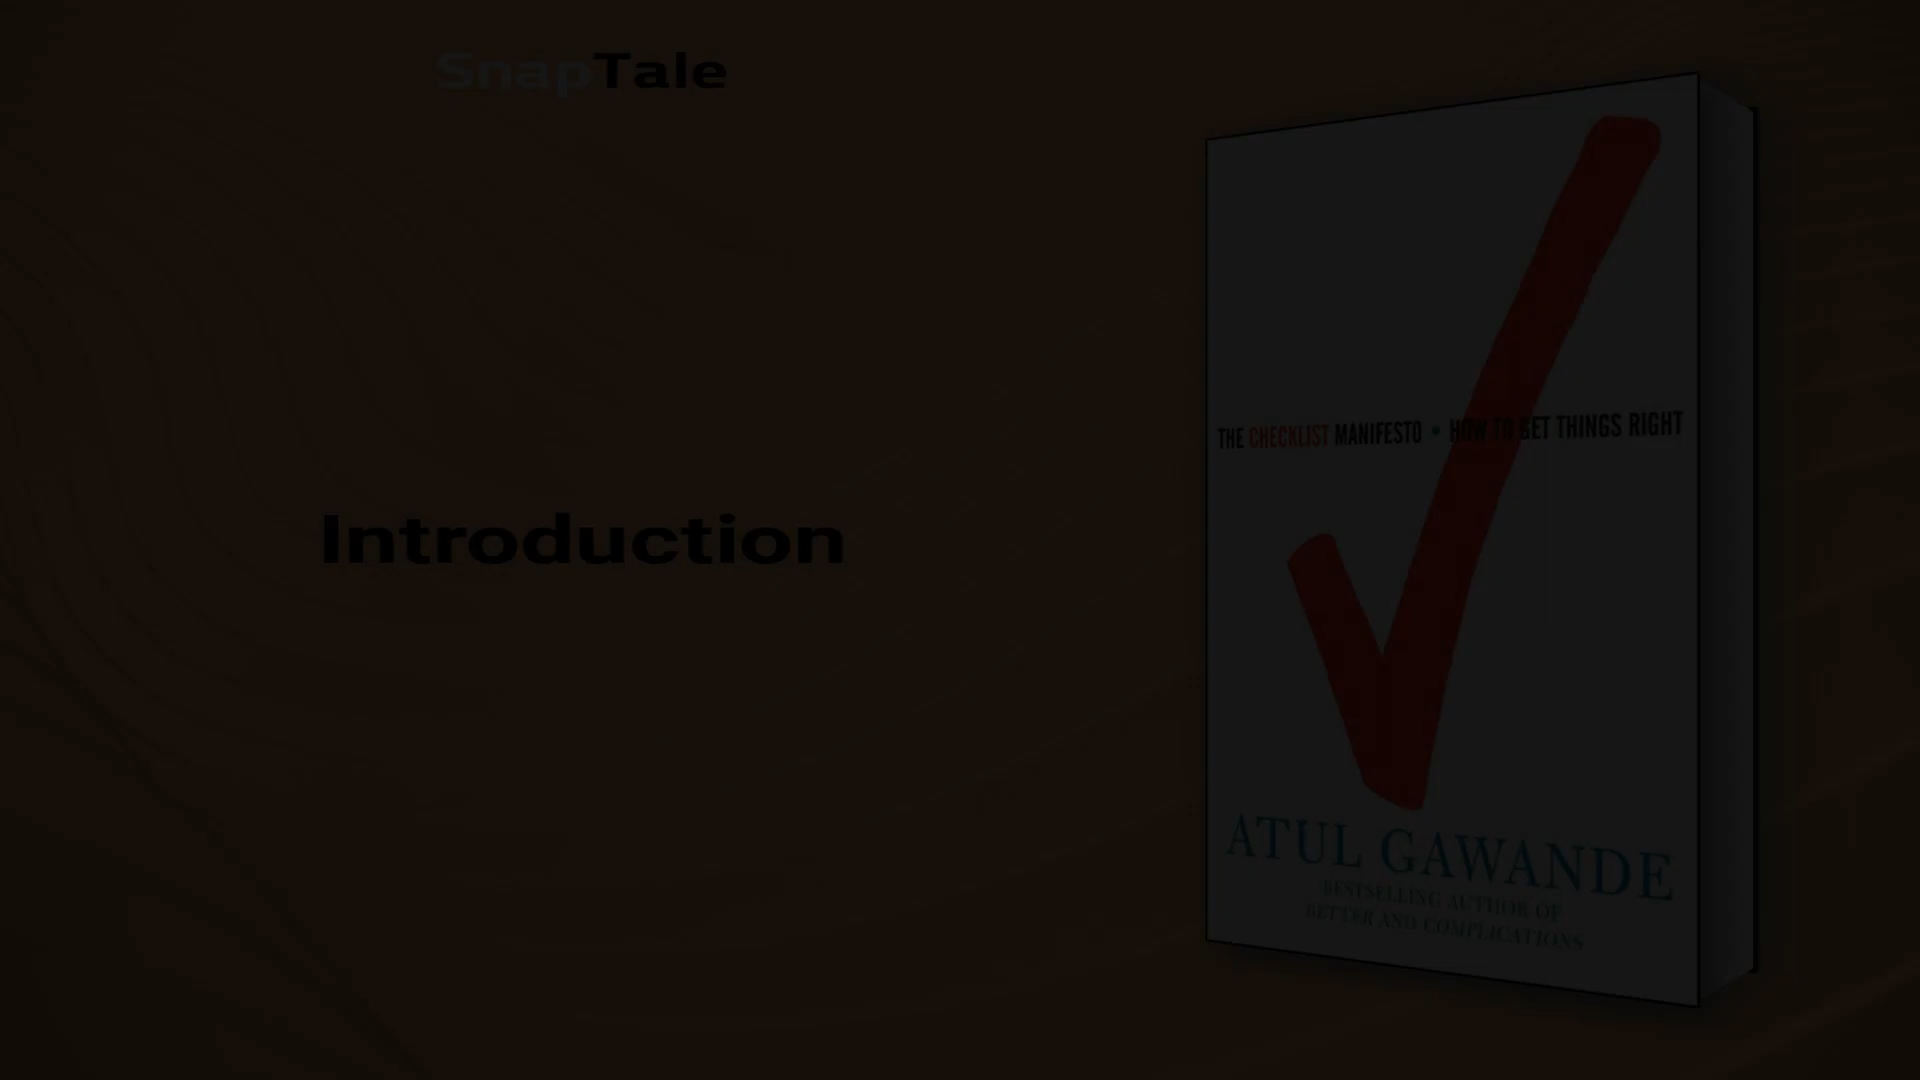 SnapTale
THE CHECKLIST MANIFESTO • HOW TO GET THINGS RIGHT
Introduction
ATUL GAWANDE
BESTSELLING AUTHOR OF
BETTER AND COMPLICATIONS